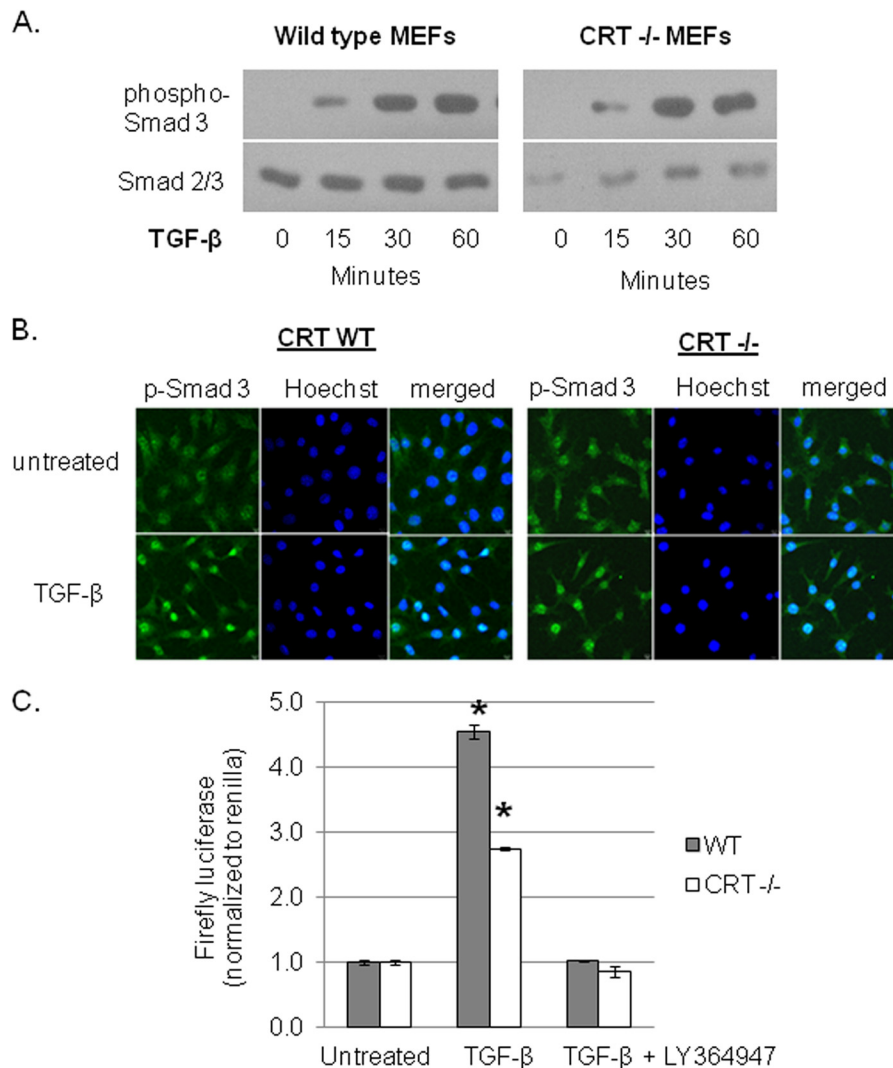 A.
Wild type MEFs CRT -/- MEFs
phospho-
Smad 3
Smad 2/3
TGF-β 0 15 30 60 0 15 30 60
Minutes Minutes
B.
CRT WT CRT -/-
p-Smad 3 Hoechst merged p-Smad 3 Hoechst merged
untreated
TGF-β
C.
5.0
4.0
3.0
2.0
1.0
0.0
Firefly luciferase
(normalized to renilla)
* *
WT
CRT -/-
Untreated TGF-β TGF-β + LY364947